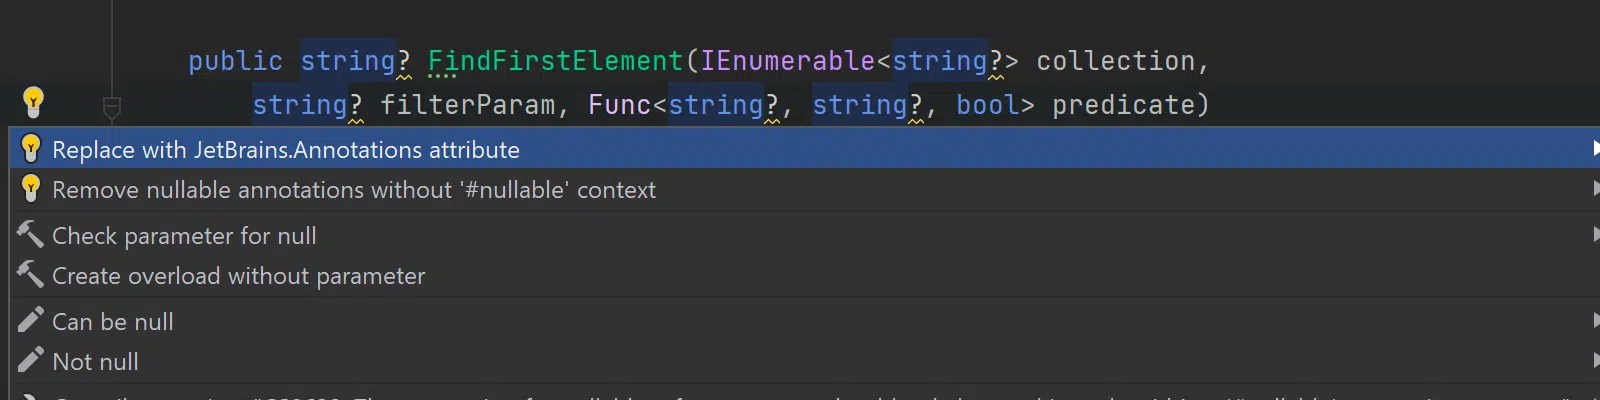 public string? FindFirstElement(IEnumerable<string?> collection,
string? filterParam, Func<string?, string?, bool> predicate)
Replace with JetBrains.Annotations attribute
Remove nullable annotations without '#nullable' context
Check parameter for null
Create overload without parameter
Can be null
Not null